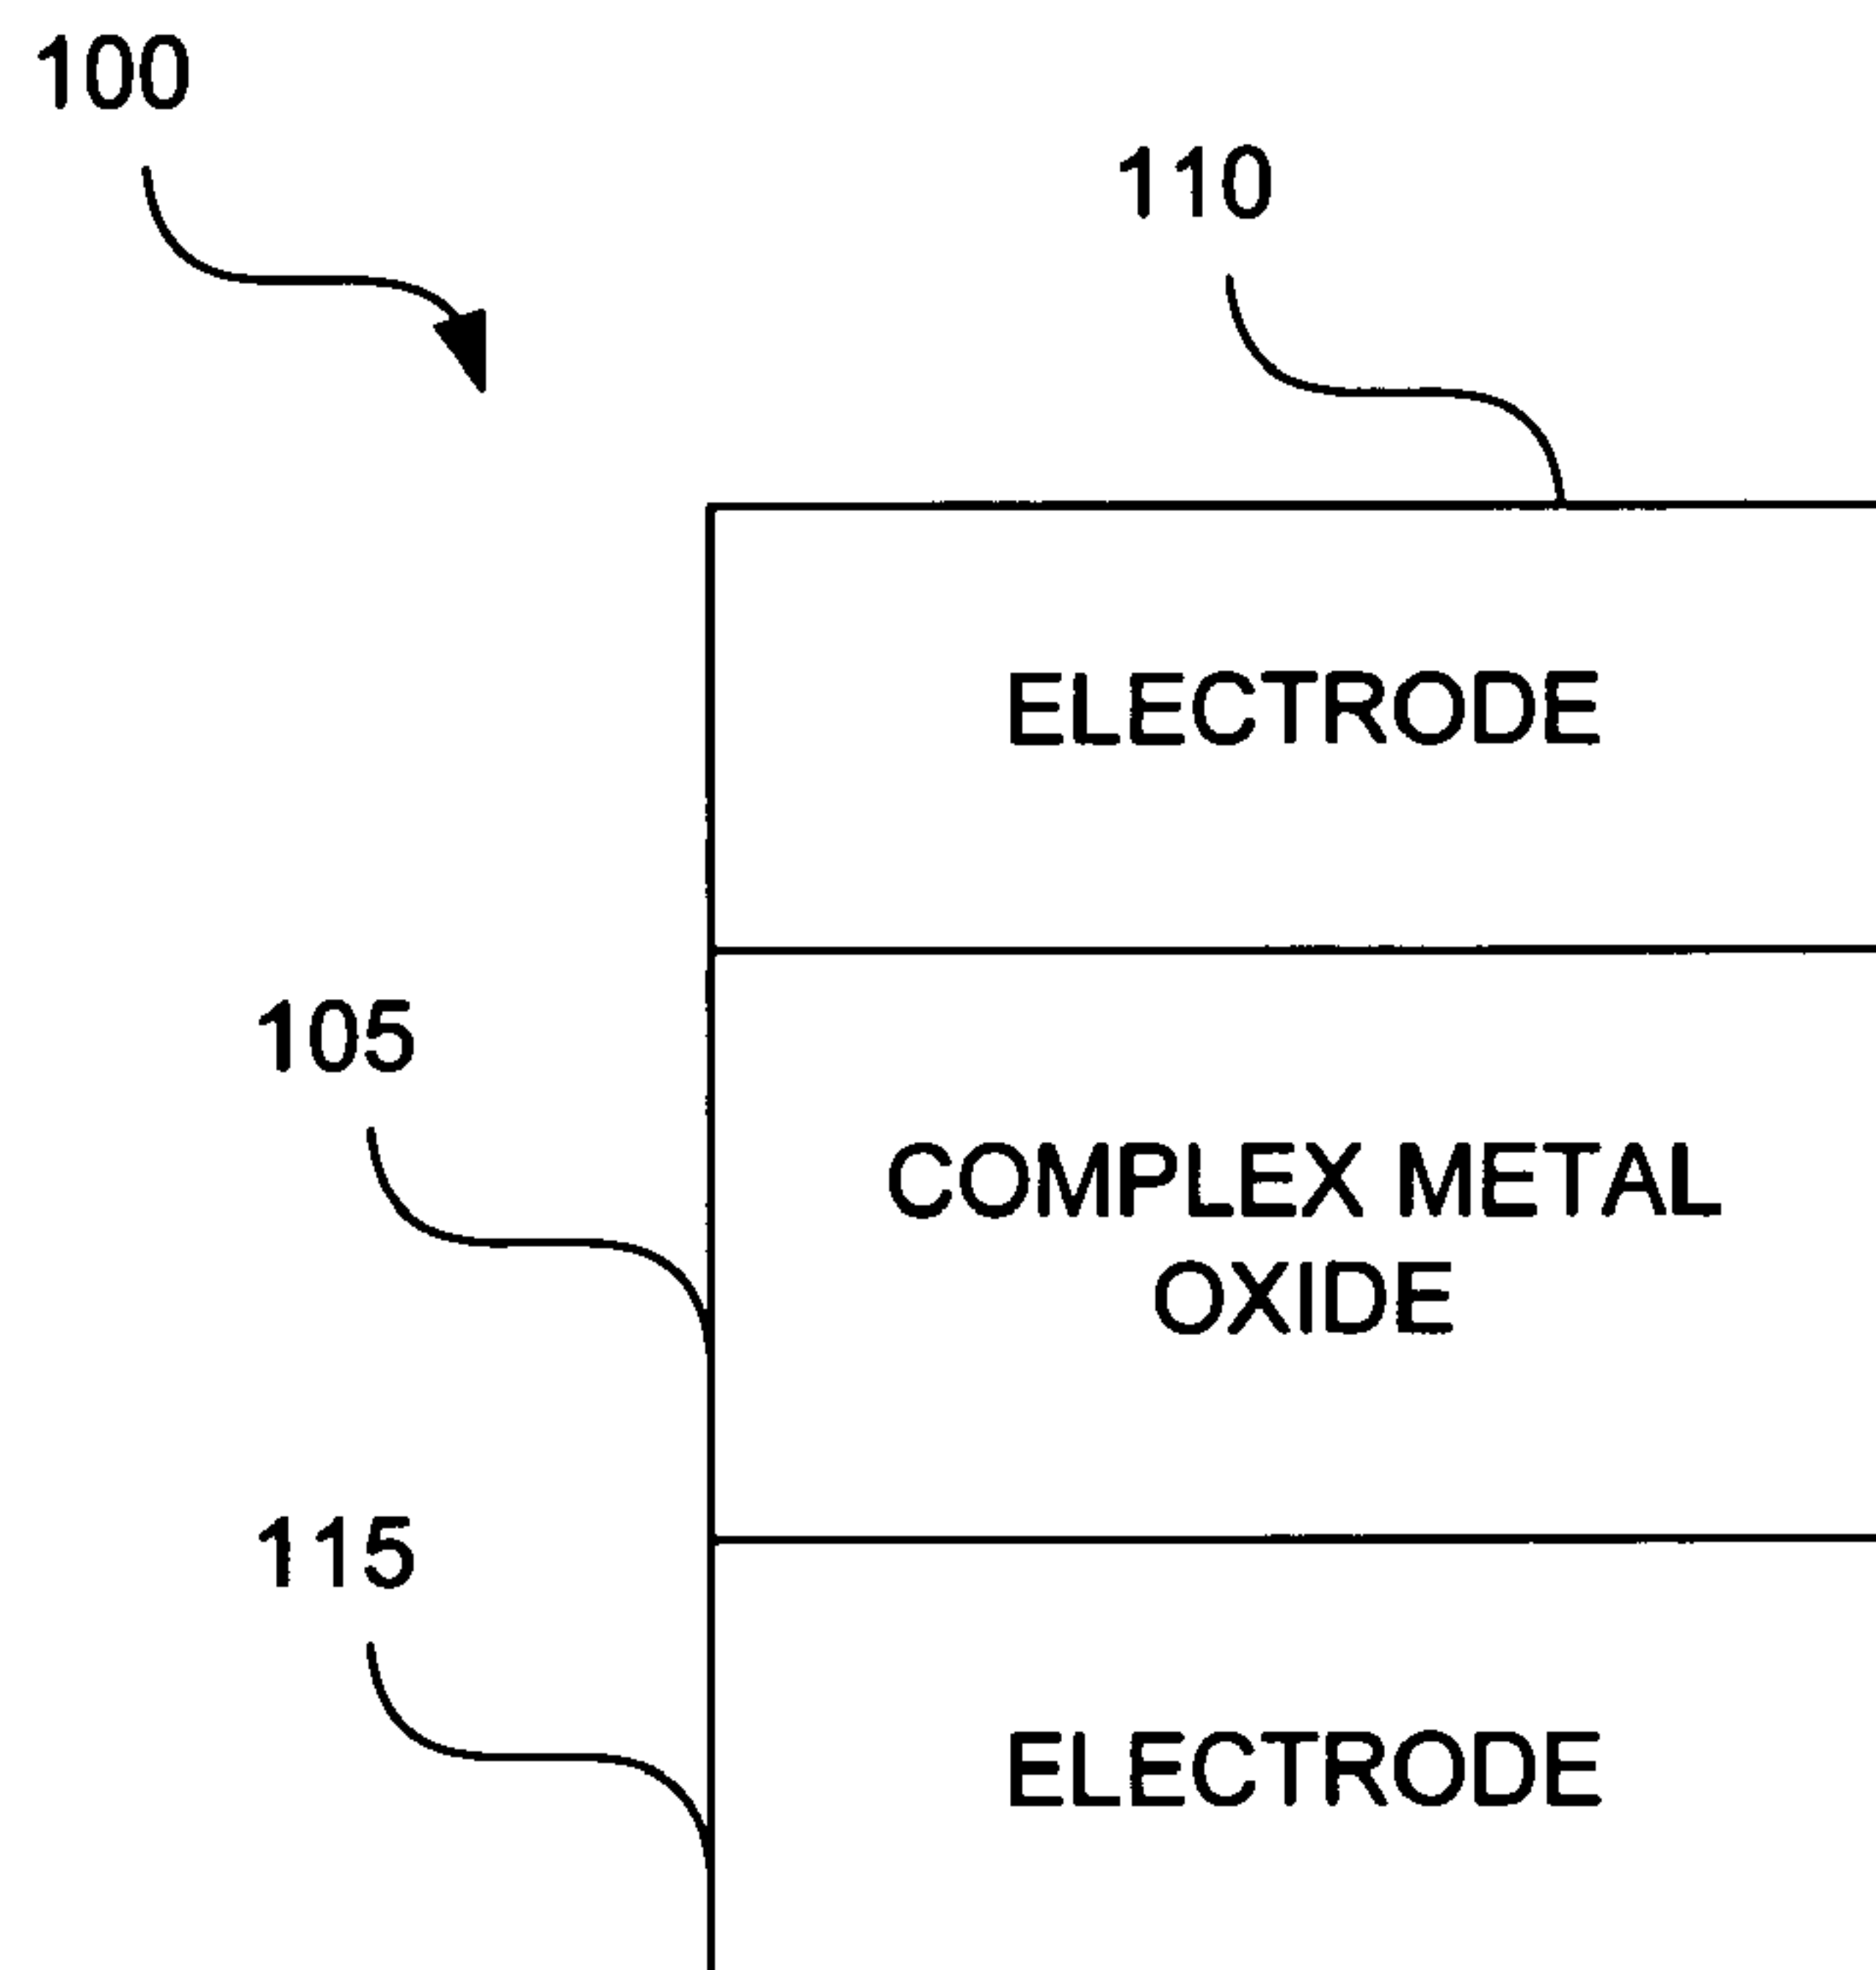 100
110
ELECTRODE
105
COMPLEX METAL
OXIDE
115
ELECTRODE